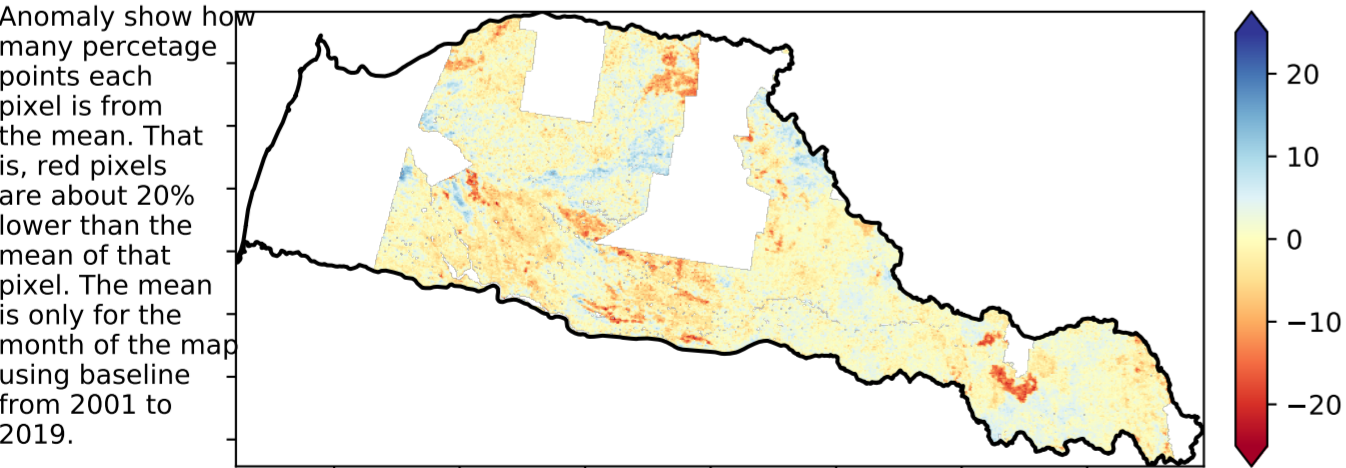 Anomaly show how
many percetage
points each
pixel is from
the mean. That
is, red pixels
are about 20%
lower than the
mean of that
pixel. The mean
is only for the
month of the map
using baseline
from 2001 to
2019.
20
10
0
−10
−20